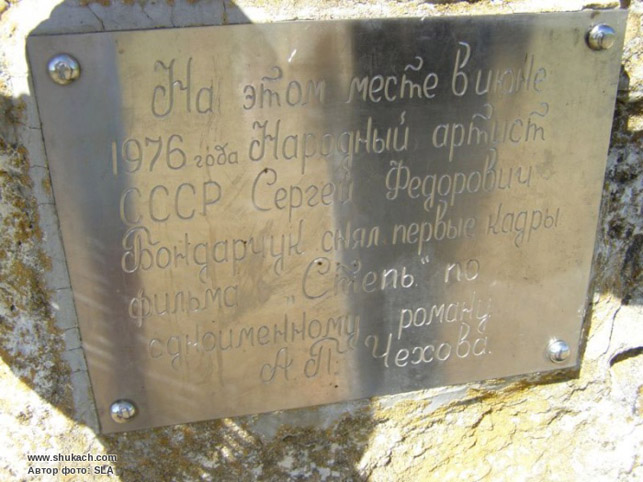 На этом месте в июне
1976 года Народный артист
СССР Сергей Федорович
Бондарчук снял первые кадры
фильма „Степь" по
одноименному роману
А.П. Чехова.
www.shukach.com
Автор фото: SLA